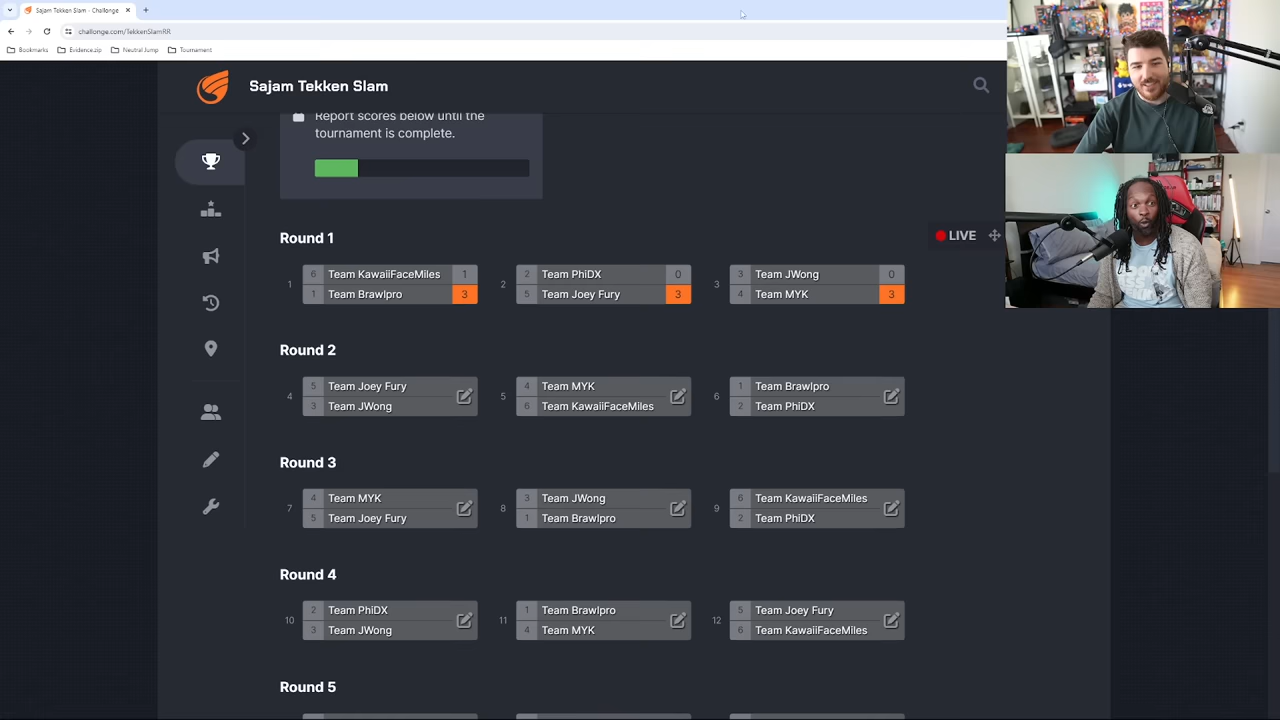 Sajam Tekken Slam - Challonge
challonge.com/TekkenSlamRR
Bookmarks
Evidence.zip
Neutral Jump
Tournament
Sajam Tekken Slam
Report scores below until the
tournament is complete.
LIVE
Round 1
1
6 Team KawaiiFaceMiles 1
1 Team Brawlpro 3
2
2 Team PhiDX 0
5 Team Joey Fury 3
3
3 Team JWong 0
4 Team MYK 3
Round 2
4
5 Team Joey Fury
3 Team JWong
5
4 Team MYK
6 Team KawaiiFaceMiles
6
1 Team Brawlpro
2 Team PhiDX
Round 3
7
4 Team MYK
5 Team Joey Fury
8
3 Team JWong
1 Team Brawlpro
9
6 Team KawaiiFaceMiles
2 Team PhiDX
Round 4
10
2 Team PhiDX
3 Team JWong
11
1 Team Brawlpro
4 Team MYK
12
5 Team Joey Fury
6 Team KawaiiFaceMiles
Round 5